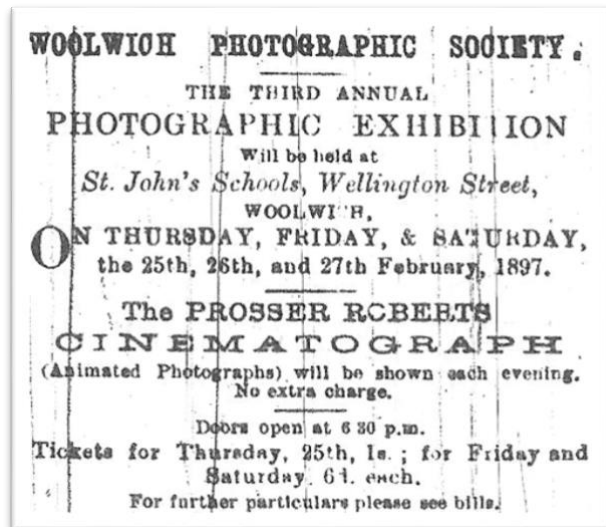 WOOLWICH PHOTOGRAPHIC SOCIETY.
THE THIRD ANNUAL
PHOTOGRAPHIC EXHIBITION
Will be held at
St. John's Schools, Wellington Street,
WOOLWICH,
ON THURSDAY, FRIDAY, & SATURDAY,
the 25th, 26th, and 27th February, 1897.
The PROSSER ROBERTS
CINEMATOGRAPH
(Animated Photographs) will be shown each evening.
No extra charge.
Doors open at 6 30 p.m.
Tickets for Thursday, 25th, 1s.; for Friday and
Saturday 6d. each.
For further particulars please see bills.